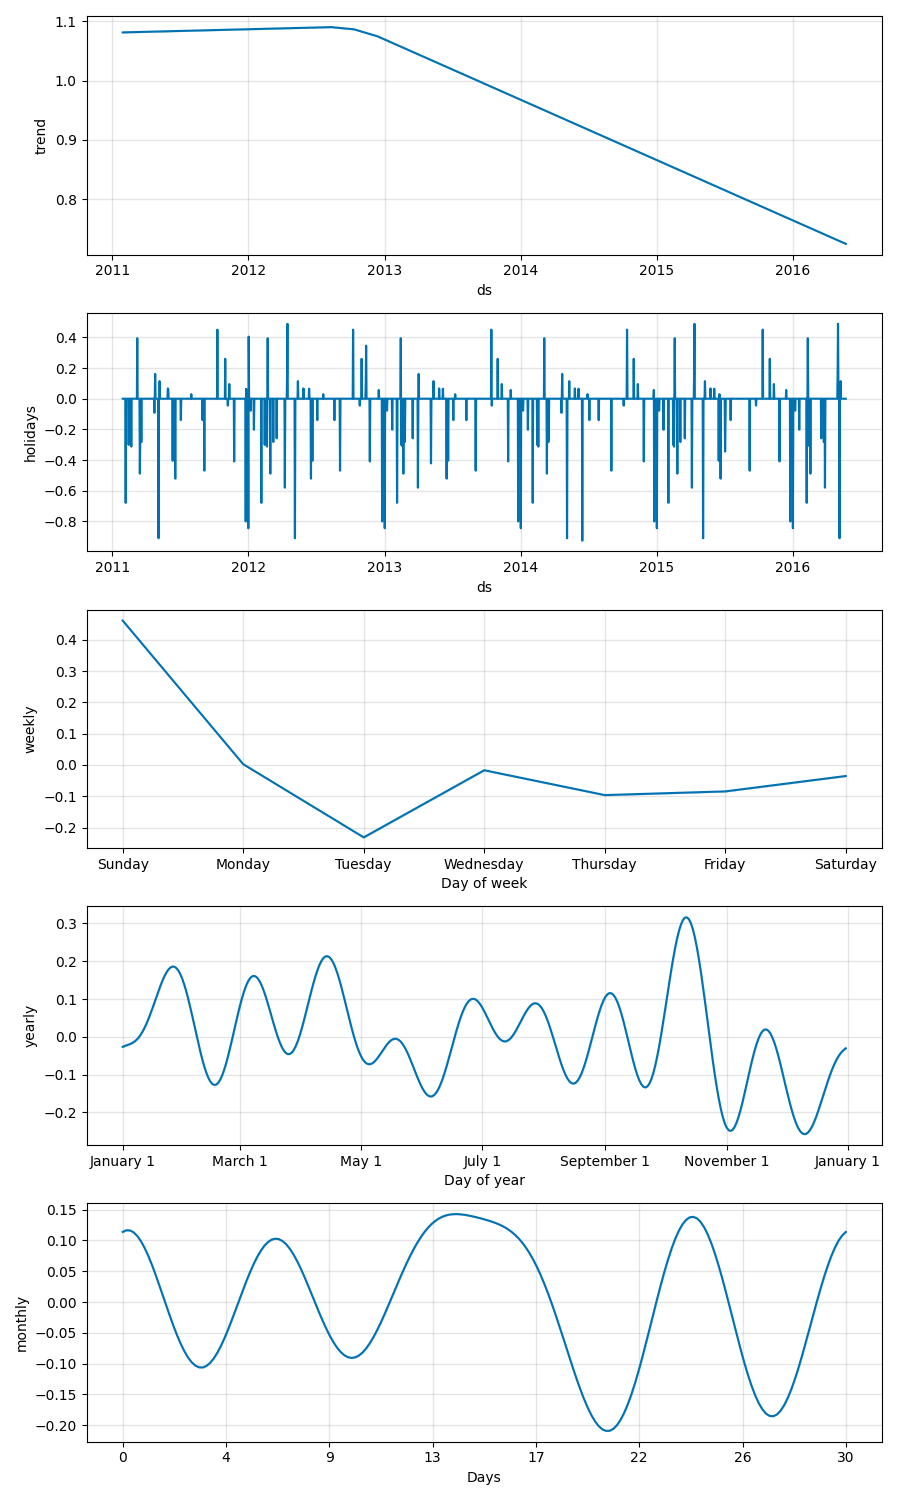 1.1
1.0
0.9
0.8
trend
2011 2012 2013 2014 2015 2016
ds
0.4
0.2
0.0
−0.2
−0.4
−0.6
−0.8
holidays
2011 2012 2013 2014 2015 2016
ds
0.4
0.3
0.2
0.1
0.0
−0.1
−0.2
weekly
Sunday Monday Tuesday Wednesday Thursday Friday Saturday
Day of week
0.3
0.2
0.1
0.0
−0.1
−0.2
yearly
January 1 March 1 May 1 July 1 September 1 November 1 January 1
Day of year
0.15
0.10
0.05
0.00
−0.05
−0.10
−0.15
−0.20
monthly
0 4 9 13 17 22 26 30
Days